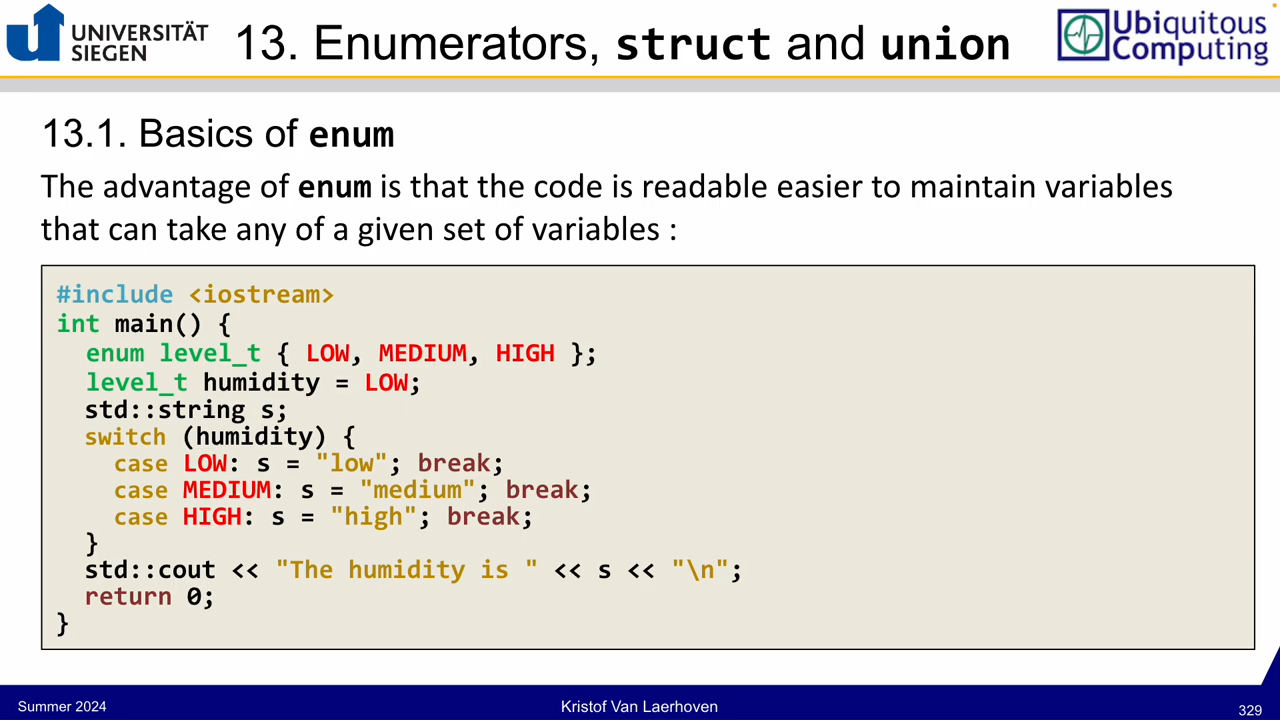 UNIVERSITÄT
SIEGEN
13. Enumerators, struct and union
Ubiquitous
Computing
13.1. Basics of enum
The advantage of enum is that the code is readable easier to maintain variables
that can take any of a given set of variables :
#include <iostream>
int main() {
  enum level_t { LOW, MEDIUM, HIGH };
  level_t humidity = LOW;
  std::string s;
  switch (humidity) {
    case LOW: s = "low"; break;
    case MEDIUM: s = "medium"; break;
    case HIGH: s = "high"; break;
  }
  std::cout << "The humidity is " << s << "\n";
  return 0;
}
Summer 2024
Kristof Van Laerhoven
329